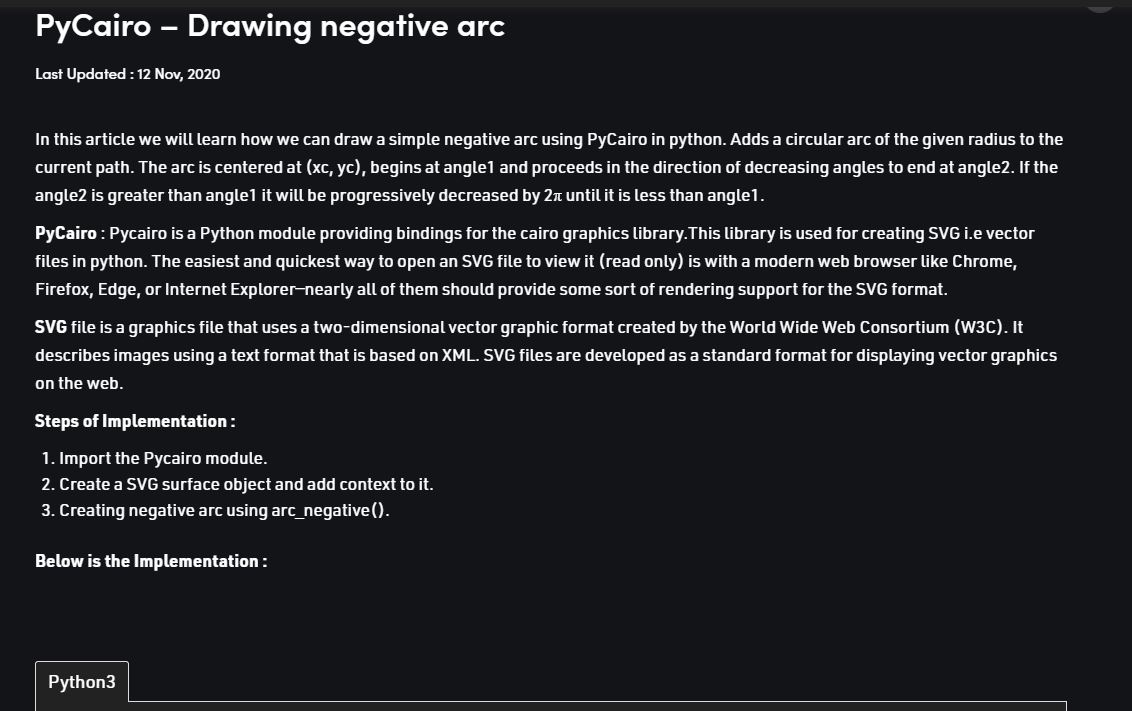 PyCairo – Drawing negative arc
Last Updated : 12 Nov, 2020
In this article we will learn how we can draw a simple negative arc using PyCairo in python. Adds a circular arc of the given radius to the
current path. The arc is centered at (xc, yc), begins at angle1 and proceeds in the direction of decreasing angles to end at angle2. If the
angle2 is greater than angle1 it will be progressively decreased by 2π until it is less than angle1.
PyCairo : Pycairo is a Python module providing bindings for the cairo graphics library.This library is used for creating SVG i.e vector
files in python. The easiest and quickest way to open an SVG file to view it (read only) is with a modern web browser like Chrome,
Firefox, Edge, or Internet Explorer—nearly all of them should provide some sort of rendering support for the SVG format.
SVG file is a graphics file that uses a two-dimensional vector graphic format created by the World Wide Web Consortium (W3C). It
describes images using a text format that is based on XML. SVG files are developed as a standard format for displaying vector graphics
on the web.
Steps of Implementation :
1. Import the Pycairo module.
2. Create a SVG surface object and add context to it.
3. Creating negative arc using arc_negative().
Below is the Implementation :
Python3